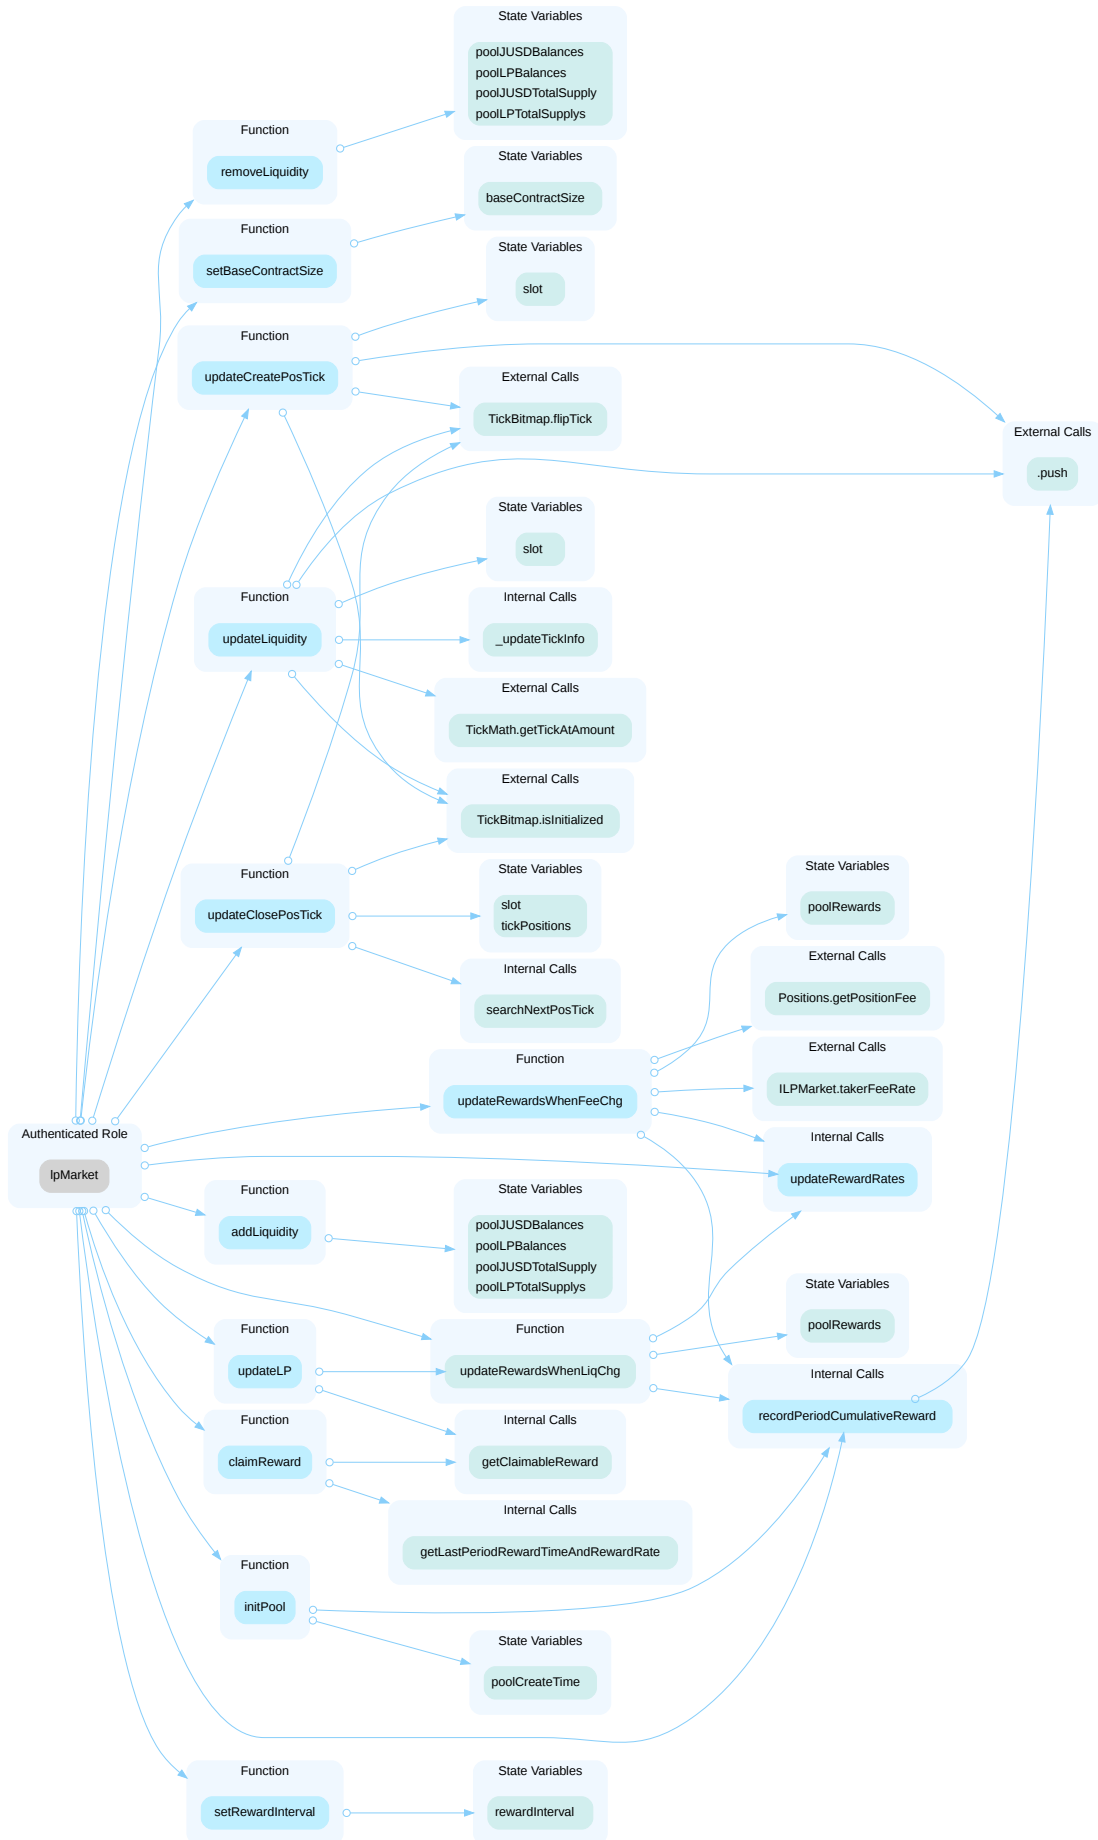 State Variables
poolJUSDBalances
poolLPBalances
poolJUSDTotalSupply
poolLPTotalSupplys
Function
removeLiquidity
State Variables
baseContractSize
Function
setBaseContractSize
State Variables
slot
Function
updateCreatePosTick
External Calls
TickBitmap.flipTick
External Calls
.push
State Variables
slot
Function
updateLiquidity
Internal Calls
_updateTickInfo
External Calls
TickMath.getTickAtAmount
External Calls
TickBitmap.isInitialized
Function
updateClosePosTick
State Variables
slot
tickPositions
State Variables
poolRewards
Internal Calls
searchNextPosTick
External Calls
Positions.getPositionFee
Function
updateRewardsWhenFeeChg
External Calls
ILPMarket.takerFeeRate
Authenticated Role
lpMarket
Internal Calls
updateRewardRates
Function
addLiquidity
State Variables
poolJUSDBalances
poolLPBalances
poolJUSDTotalSupply
poolLPTotalSupplys
State Variables
poolRewards
Function
updateLP
Function
updateRewardsWhenLiqChg
Internal Calls
recordPeriodCumulativeReward
Function
claimReward
Internal Calls
getClaimableReward
Internal Calls
getLastPeriodRewardTimeAndRewardRate
Function
initPool
State Variables
poolCreateTime
Function
setRewardInterval
State Variables
rewardInterval